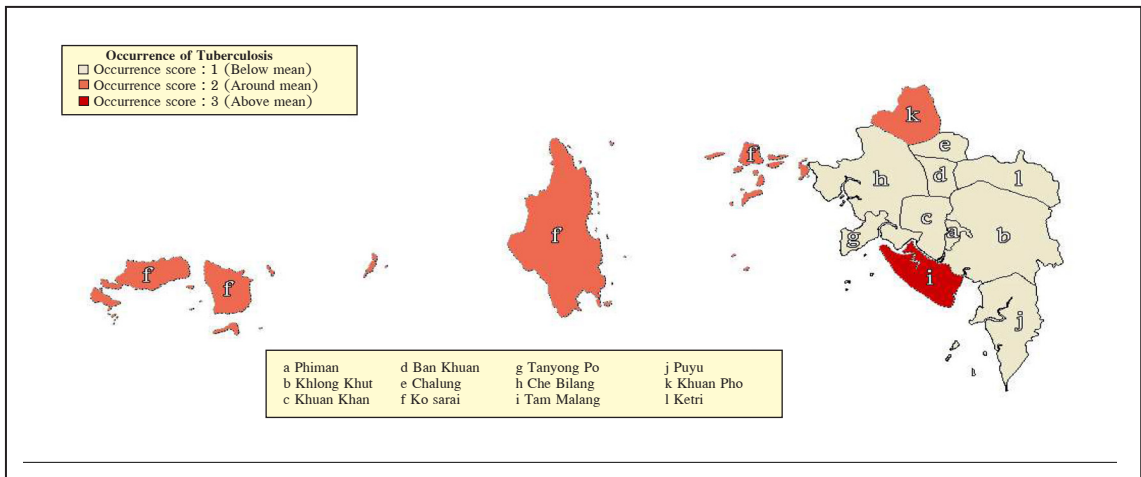 Occurrence of Tuberculosis
Occurrence score : 1 (Below mean)
Occurrence score : 2 (Around mean)
Occurrence score : 3 (Above mean)
k
f
e
h
d
l
c
g
a
b
f
f
f
i
j
a Phiman d Ban Khuan g Tanyong Po j Puyu
b Khlong Khut e Chalung h Che Bilang k Khuan Pho
c Khuan Khan f Ko sarai i Tam Malang l Ketri